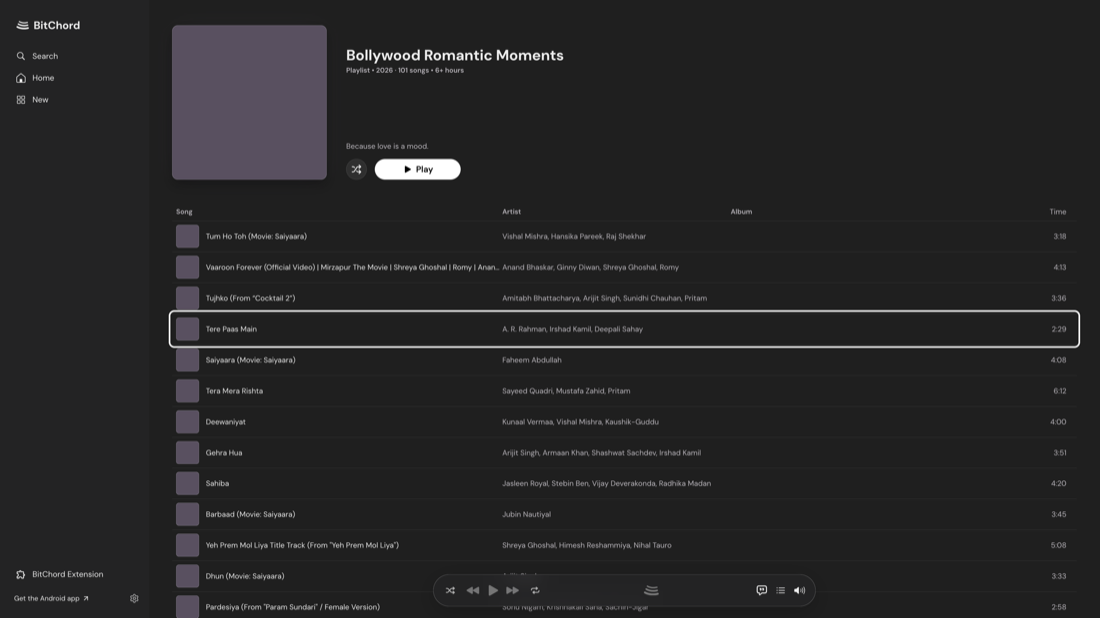 BitChord
Search
Home
New
Bollywood Romantic Moments
Playlist • 2026 • 101 songs • 6+ hours
Because love is a mood.
Play
Song Artist Album Time
Tum Ho Toh (Movie: Saiyaara) Vishal Mishra, Hansika Pareek, Raj Shekhar 3:18
Vaaroon Forever (Official Video) | Mirzapur The Movie | Shreya Ghoshal | Romy | Anan... Anand Bhaskar, Ginny Diwan, Shreya Ghoshal, Romy 4:13
Tujhko (From "Cocktail 2") Amitabh Bhattacharya, Arijit Singh, Sunidhi Chauhan, Pritam 3:36
Tere Paas Main A. R. Rahman, Irshad Kamil, Deepali Sahay 2:29
Saiyaara (Movie: Saiyaara) Faheem Abdullah 4:08
Tera Mera Rishta Sayeed Quadri, Mustafa Zahid, Pritam 6:12
Deewaniyat Kunaal Vermaa, Vishal Mishra, Kaushik-Guddu 4:00
Gehra Hua Arijit Singh, Armaan Khan, Shashwat Sachdev, Irshad Kamil 3:51
Sahiba Jasleen Royal, Stebin Ben, Vijay Deverakonda, Radhika Madan 4:20
Barbaad (Movie: Saiyaara) Jubin Nautiyal 3:45
Yeh Prem Mol Liya Title Track (From "Yeh Prem Mol Liya") Shreya Ghoshal, Himesh Reshammiya, Nihal Tauro 5:08
Dhun (Movie: Saiyaara) 3:33
Pardesiya (From "Param Sundari" / Female Version) Sonu Nigam, Krishnakali Saha, Sachin-Jigar 2:58
BitChord Extension
Get the Android app ↗